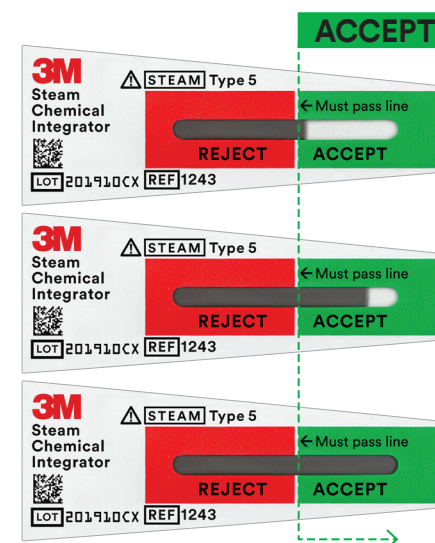 ACCEPT
3M
Steam
Chemical
Integrator
STEAM Type 5
← Must pass line
REJECT ACCEPT
LOT 201910CX REF 1243
3M
Steam
Chemical
Integrator
STEAM Type 5
← Must pass line
REJECT ACCEPT
LOT 201910CX REF 1243
3M
Steam
Chemical
Integrator
STEAM Type 5
← Must pass line
REJECT ACCEPT
LOT 201910CX REF 1243